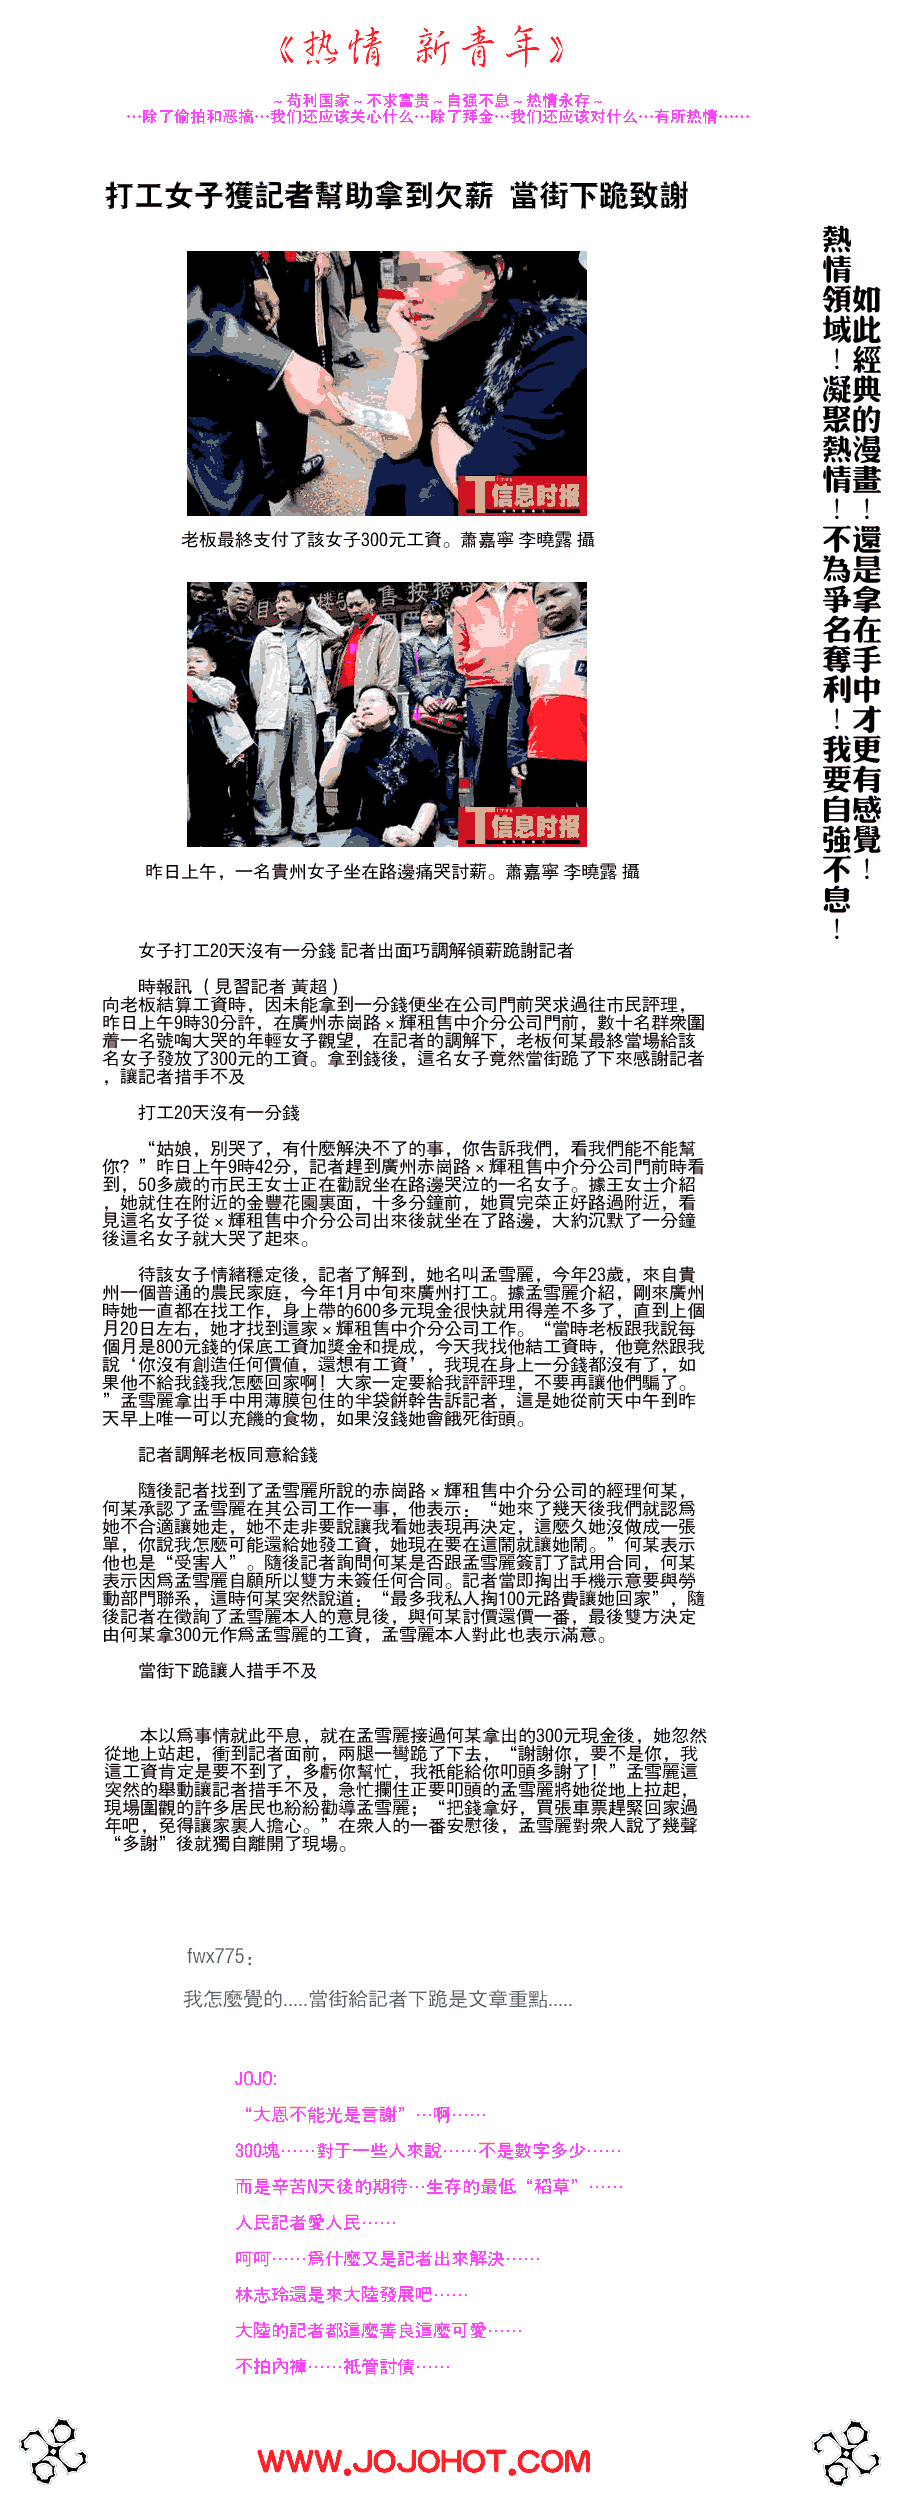 《热情 新青年》
~苟利国家~不求富贵~自强不息~热情永存~
…除了偷拍和恶搞…我们还应该关心什么…除了拜金…我们还应该对什么…有所热情……
打工女子獲記者幫助拿到欠薪 當街下跪致謝
如此經典的漫畫！還是拿在手中才更有感覺！
熱情領域！凝聚熱情！不為爭名奪利！我要自強不息！
信息时报
老板最終支付了該女子300元工資。蕭嘉寧 李曉露 攝
信息时报
昨日上午，一名貴州女子坐在路邊痛哭討薪。蕭嘉寧 李曉露 攝
女子打工20天沒有一分錢 記者出面巧調解領薪跪謝記者
時報訊 （見習記者 黃超）
向老板結算工資時，因未能拿到一分錢便坐在公司門前哭求過往市民評理，
昨日上午9時30分許，在廣州赤崗路×輝租售中介分公司門前，數十名群衆圍
着一名號啕大哭的年輕女子觀望，在記者的調解下，老板何某最終當場給該
名女子發放了300元的工資。拿到錢後，這名女子竟然當街跪了下來感謝記者
，讓記者措手不及
打工20天沒有一分錢
“姑娘，別哭了，有什麼解決不了的事，你告訴我們，看我們能不能幫
你？”昨日上午9時42分，記者趕到廣州赤崗路×輝租售中介分公司門前時看
到，50多歲的市民王女士正在勸說坐在路邊哭泣的一名女子。據王女士介紹
，她就住在附近的金豐花園裏面，十多分鐘前，她買完菜正好路過附近，看
見這名女子從×輝租售中介分公司出來後就坐在了路邊，大約沉默了一分鐘
後這名女子就大哭了起來。
待該女子情緒穩定後，記者了解到，她名叫孟雪麗，今年23歲，來自貴
州一個普通的農民家庭，今年1月中旬來廣州打工。據孟雪麗介紹，剛來廣州
時她一直都在找工作，身上帶的600多元現金很快就用得差不多了，直到上個
月20日左右，她才找到這家×輝租售中介分公司工作。“當時老板跟我說每
個月是800元錢的保底工資加獎金和提成，今天我找他結工資時，他竟然跟我
說‘你沒有創造任何價值，還想有工資’，我現在身上一分錢都沒有了，如
果他不給我錢我怎麼回家啊！大家一定要給我評評理，不要再讓他們騙了。
”孟雪麗拿出手中用薄膜包住的半袋餅幹告訴記者，這是她從前天中午到昨
天早上唯一可以充饑的食物，如果沒錢她會餓死街頭。
記者調解老板同意給錢
隨後記者找到了孟雪麗所說的赤崗路×輝租售中介分公司的經理何某，
何某承認了孟雪麗在其公司工作一事，他表示：“她來了幾天後我們就認爲
她不合適讓她走，她不走非要說讓我看她表現再決定，這麼久她沒做成一張
單，你說我怎麼可能還給她發工資，她現在要在這鬧就讓她鬧。”何某表示
他也是“受害人”。隨後記者詢問何某是否跟孟雪麗簽訂了試用合同，何某
表示因爲孟雪麗自願所以雙方未簽任何合同。記者當即掏出手機示意要與勞
動部門聯系，這時何某突然說道：“最多我私人掏100元路費讓她回家”，隨
後記者在徵詢了孟雪麗本人的意見後，與何某討價還價一番，最後雙方決定
由何某拿300元作爲孟雪麗的工資，孟雪麗本人對此也表示滿意。
當街下跪讓人措手不及
本以爲事情就此平息，就在孟雪麗接過何某拿出的300元現金後，她忽然
從地上站起，衝到記者面前，兩腿一彎跪了下去，“謝謝你，要不是你，我
這工資肯定是要不到了，多虧你幫忙，我衹能給你叩頭多謝了！”孟雪麗這
突然的舉動讓記者措手不及，急忙攔住正要叩頭的孟雪麗將她從地上拉起，
現場圍觀的許多居民也紛紛勸導孟雪麗；“把錢拿好，買張車票趕緊回家過
年吧，免得讓家裏人擔心。”在衆人的一番安慰後，孟雪麗對衆人說了幾聲
“多謝”後就獨自離開了現場。
fwx775：
我怎麼覺的.....當街給記者下跪是文章重點.....
JOJO:
“大恩不能光是言謝”…啊……
300塊……對于一些人來說……不是數字多少……
而是辛苦N天後的期待…生存的最低“稻草”……
人民記者愛人民……
呵呵……爲什麼又是記者出來解決……
林志玲還是來大陸發展吧……
大陸的記者都這麼善良這麼可愛……
不拍內褲……衹管討債……
WWW.JOJOHOT.COM